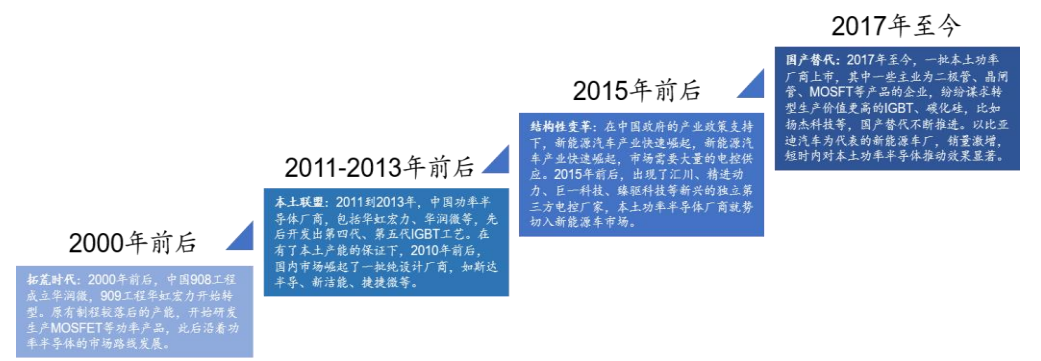 2000年前后
拓荒时代：2000年前后，中国908工程
成立华润微，909工程华虹宏力开始转
型。原有制程较落后的产能，开始研发
生产MOSFET等功率产品，此后沿着功
率半导体的市场路线发展。
2011-2013年前后
本土联盟：2011到2013年，中国功率半
导体厂商，包括华虹宏力、华润微等，先
后开发出第四代、第五代IGBT工艺。在
有了本土产能的保证下，2010年前后，
国内市场崛起了一批纯设计厂商，如斯达
半导、新洁能、捷捷微等。
2015年前后
结构性变革：在中国政府的产业政策支持
下，新能源汽车产业快速崛起，新能源汽
车产业快速崛起，市场需要大量的电控供
应。2015年前后，出现了汇川、精进动
力、巨一科技、臻驱科技等新兴的独立第
三方电控厂家，本土功率半导体厂商就势
切入新能源车市场。
2017年至今
国产替代：2017年至今，一批本土功率
厂商上市，其中一些主业为二极管、晶闸
管、MOSFT等产品的企业，纷纷谋求转
型生产价值更高的IGBT、碳化硅，比如
扬杰科技等，国产替代不断推进。以比亚
迪汽车为代表的新能源车厂，销量激增，
短时内对本土功率半导体推动效果显著。